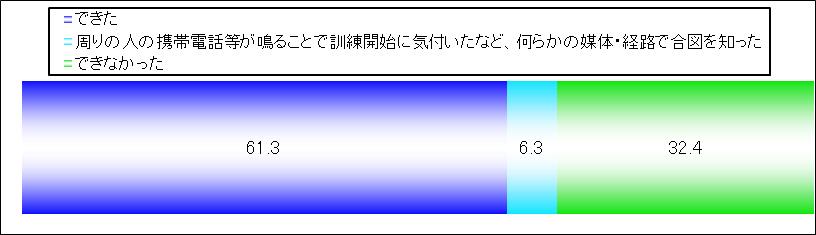 できた
周りの人の携帯電話等が鳴ることで訓練開始に気付いたなど、何らかの媒体・経路で合図を知った
できなかった
61.3 6.3 32.4